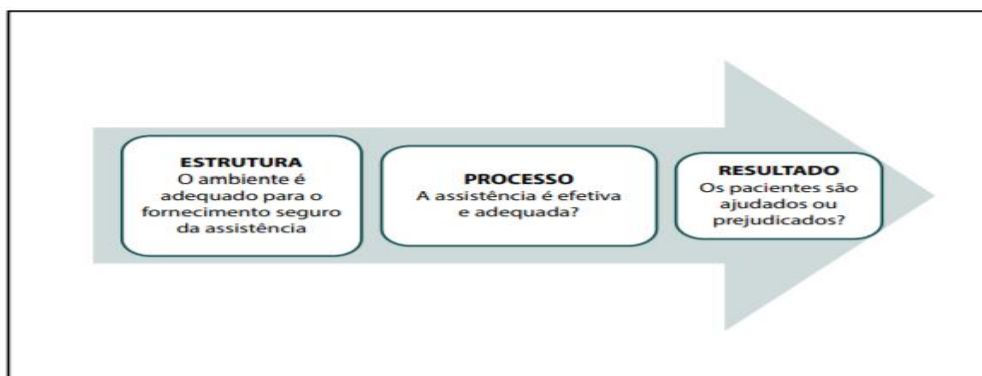 ESTRUTURA
O ambiente é
adequado para o
fornecimento seguro
da assistência
PROCESSO
A assistência é efetiva
e adequada?
RESULTADO
Os pacientes são
ajudados ou
prejudicados?